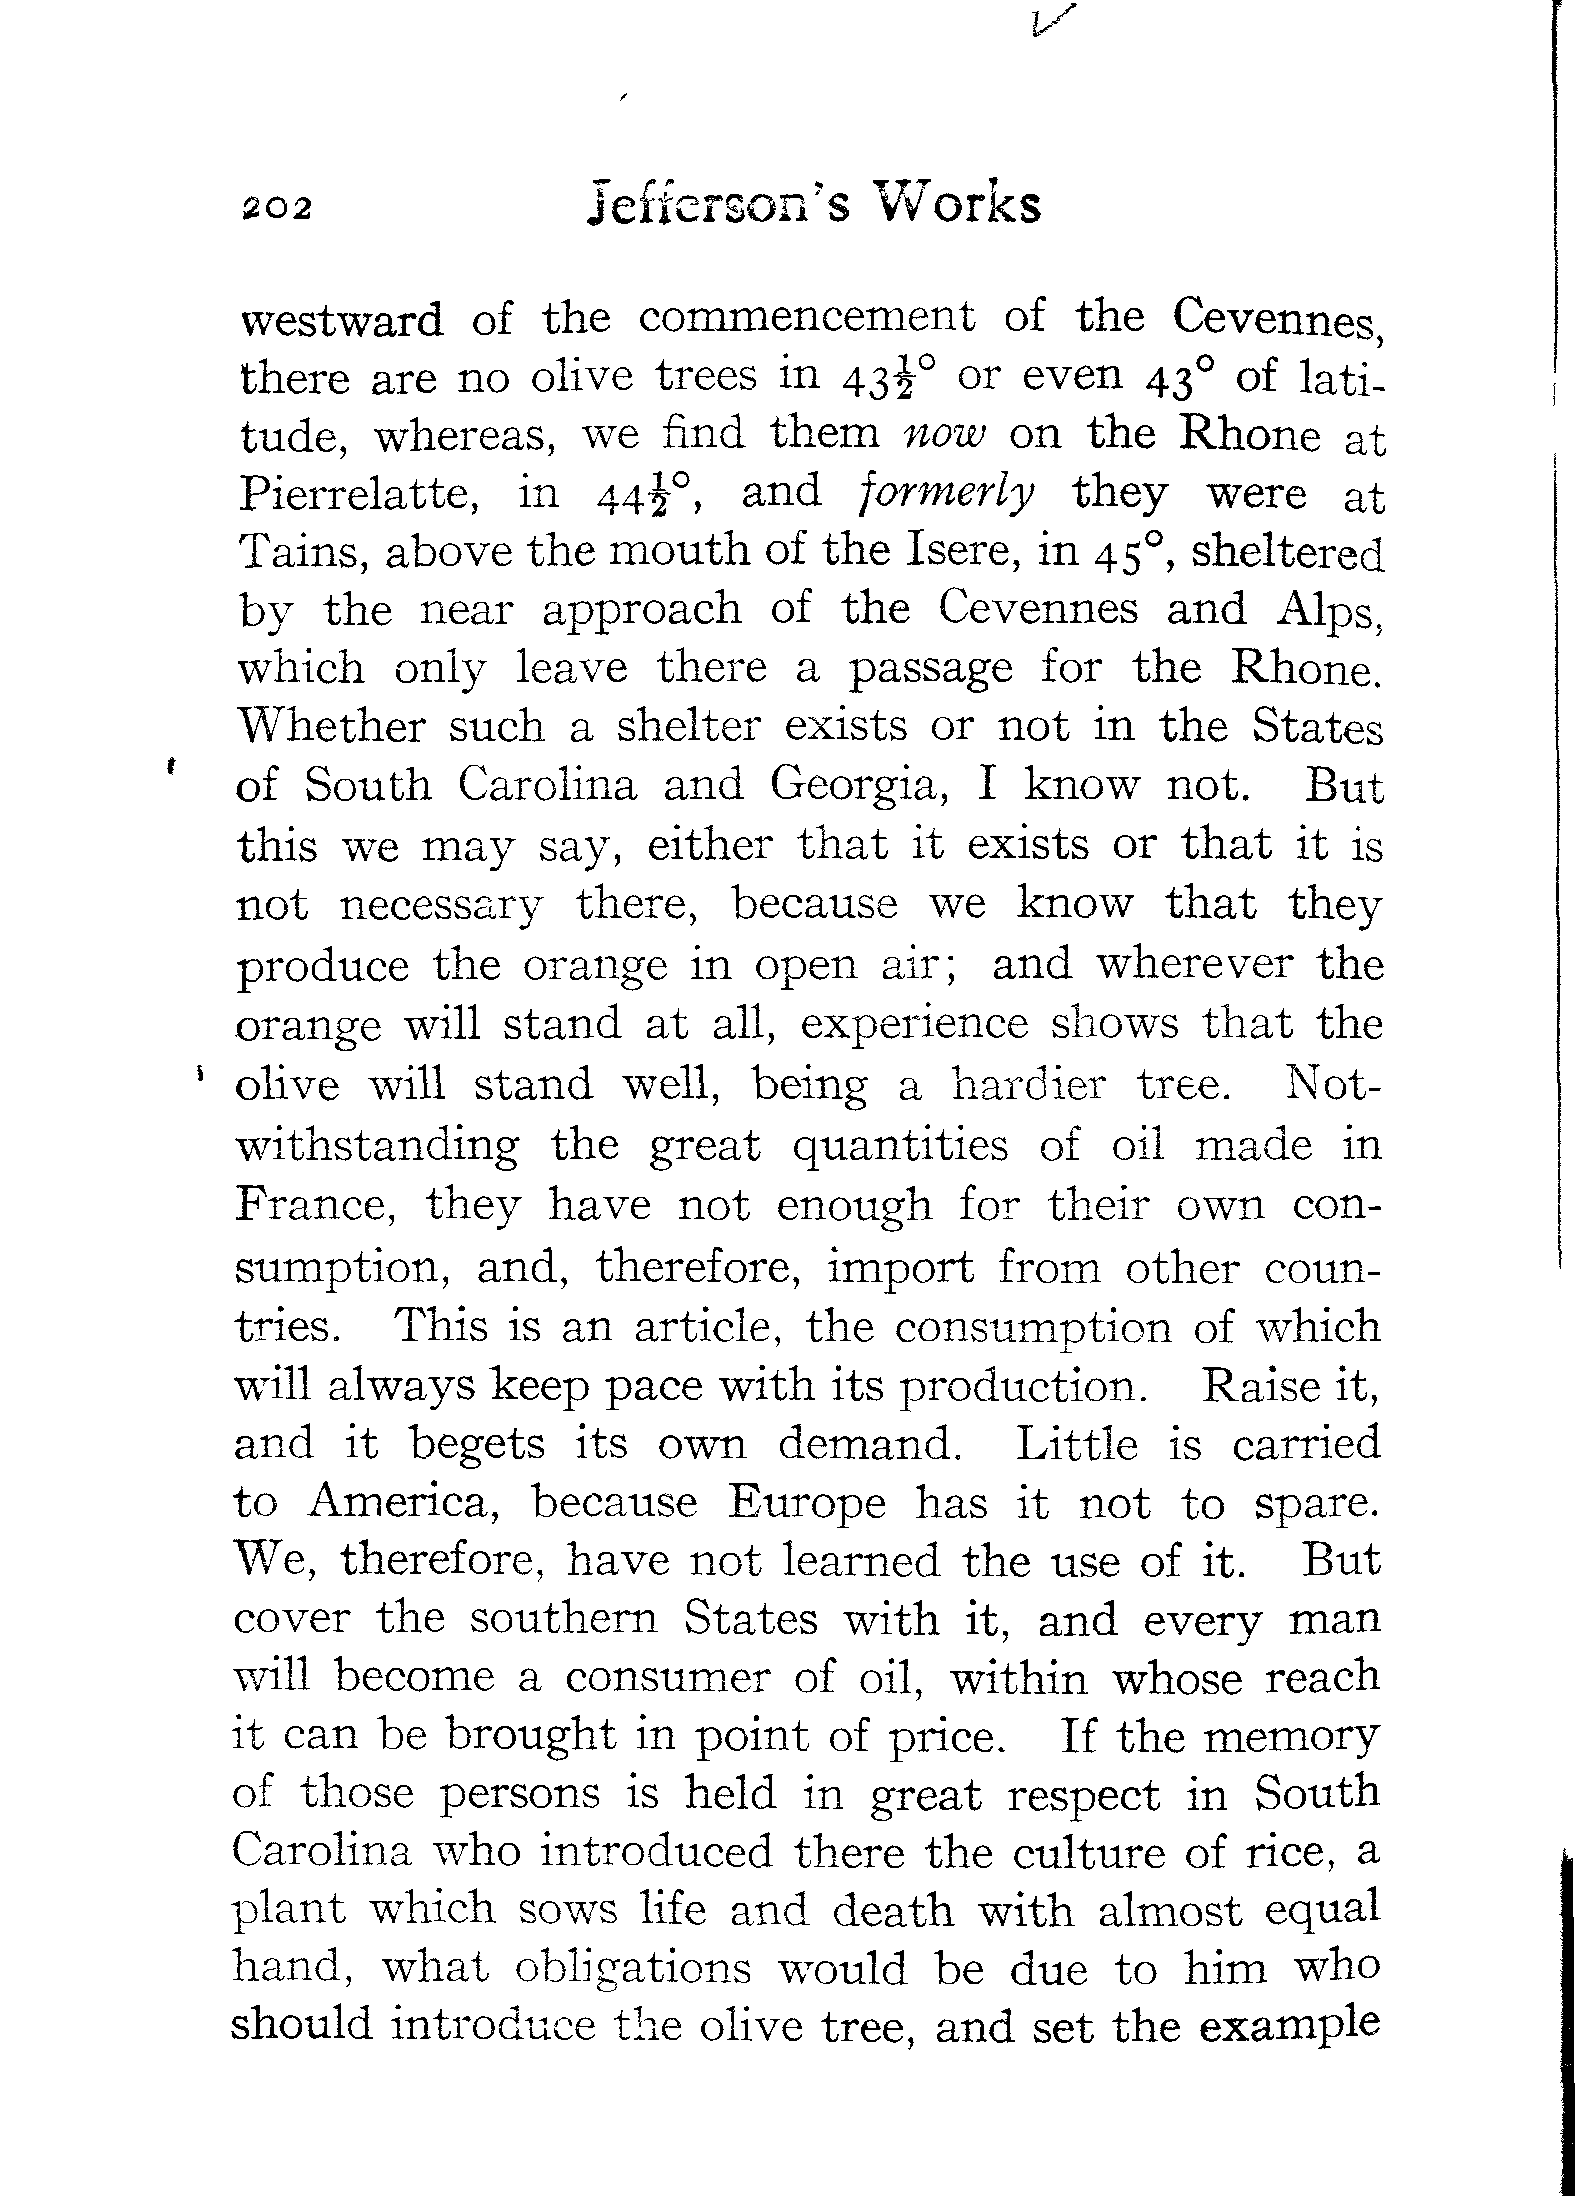 202 Jefferson's Works
westward of the commencement of the Cevennes,
there are no olive trees in 43½° or even 43° of lati-
tude, whereas, we find them now on the Rhone at
Pierrelatte, in 44½°, and formerly they were at
Tains, above the mouth of the Isere, in 45°, sheltered
by the near approach of the Cevennes and Alps,
which only leave there a passage for the Rhone.
Whether such a shelter exists or not in the States
of South Carolina and Georgia, I know not. But
this we may say, either that it exists or that it is
not necessary there, because we know that they
produce the orange in open air; and wherever the
orange will stand at all, experience shows that the
olive will stand well, being a hardier tree. Not-
withstanding the great quantities of oil made in
France, they have not enough for their own con-
sumption, and, therefore, import from other coun-
tries. This is an article, the consumption of which
will always keep pace with its production. Raise it,
and it begets its own demand. Little is carried
to America, because Europe has it not to spare.
We, therefore, have not learned the use of it. But
cover the southern States with it, and every man
will become a consumer of oil, within whose reach
it can be brought in point of price. If the memory
of those persons is held in great respect in South
Carolina who introduced there the culture of rice, a
plant which sows life and death with almost equal
hand, what obligations would be due to him who
should introduce the olive tree, and set the example